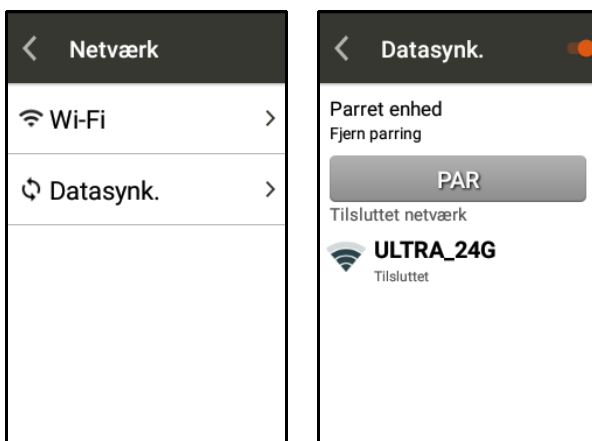 Netværk
Wi-Fi
Datasynk.
Datasynk.
Parret enhed
Fjern parring
PAR
Tilsluttet netværk
ULTRA_24G
Tilsluttet